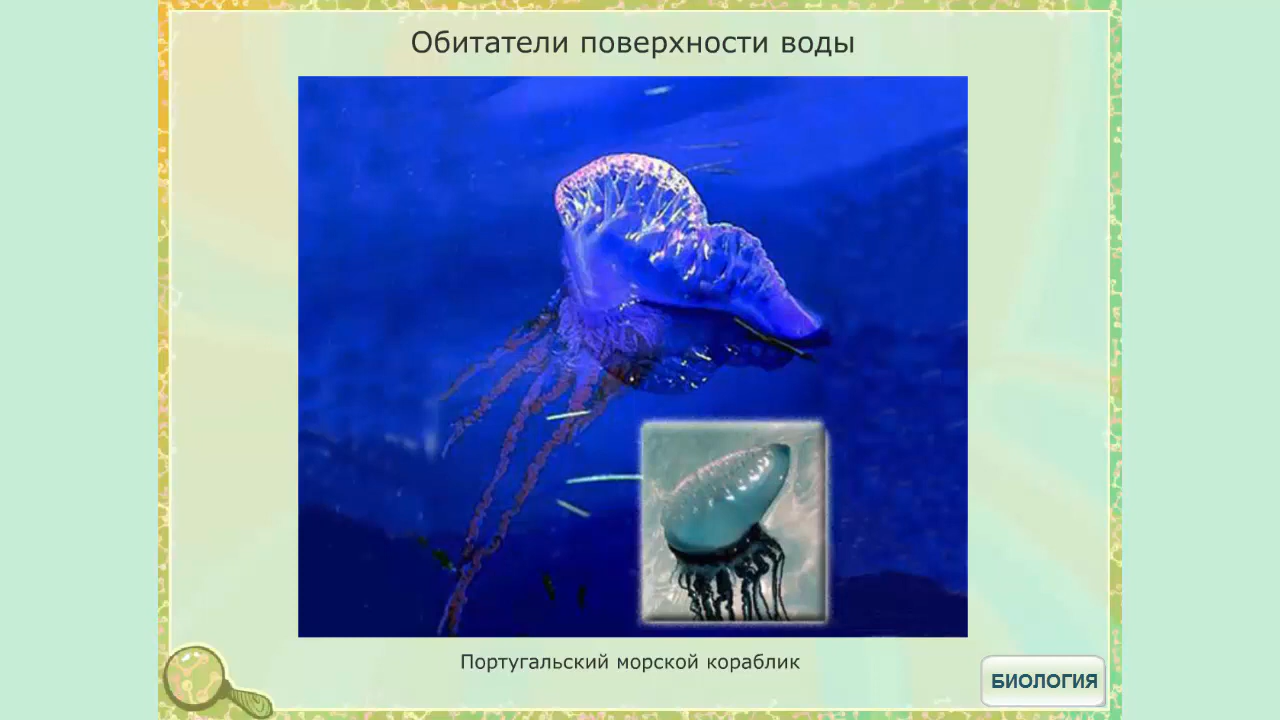 Обитатели поверхности воды
Португальский морской кораблик
БИОЛОГИЯ